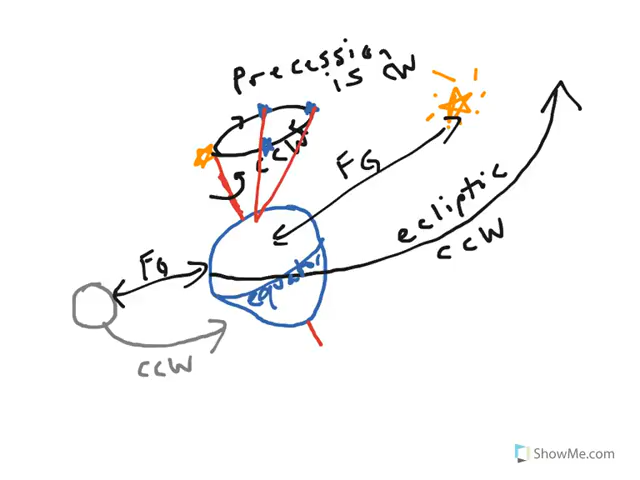 precession
is CW
CCW
FG
ecliptic
CCW
FG
equator
CCW
ShowMe.com